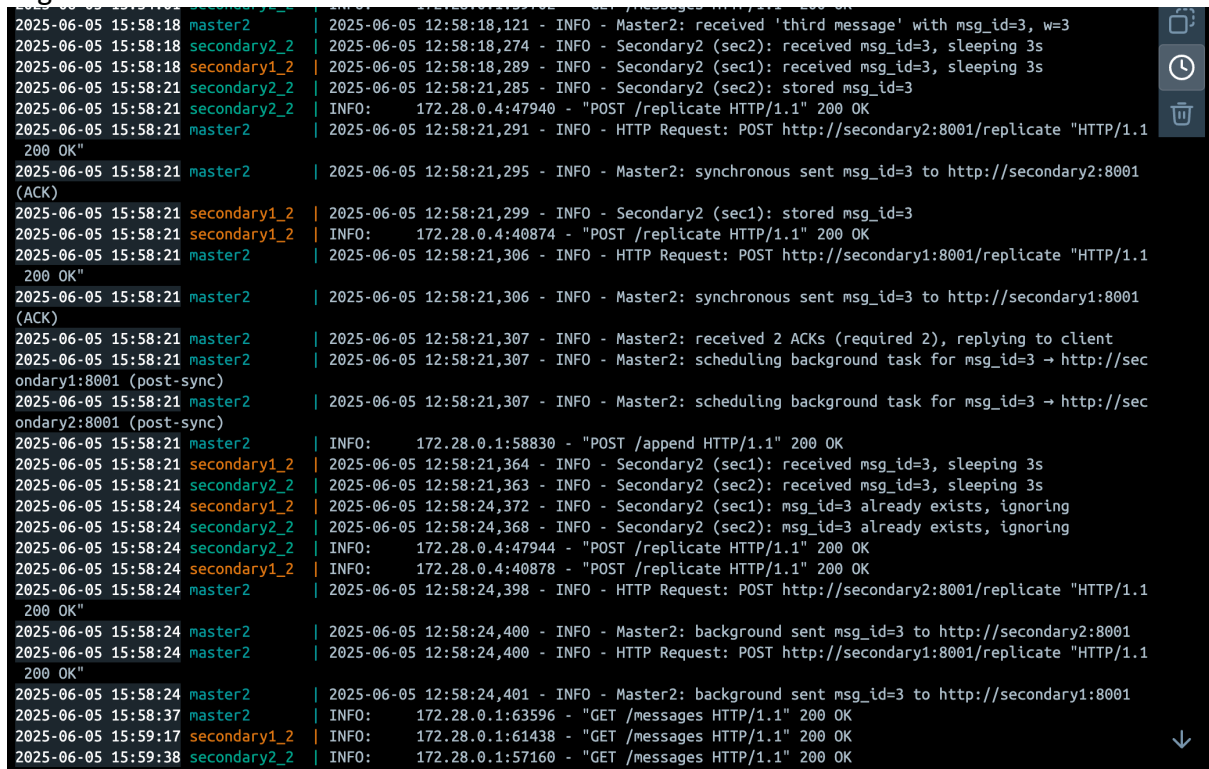 2025-06-05 15:58:18 master2 | 2025-06-05 12:58:18,121 - INFO - Master2: received 'third message' with msg_id=3, w=3
2025-06-05 15:58:18 secondary2_2 | 2025-06-05 12:58:18,274 - INFO - Secondary2 (sec2): received msg_id=3, sleeping 3s
2025-06-05 15:58:18 secondary1_2 | 2025-06-05 12:58:18,289 - INFO - Secondary2 (sec1): received msg_id=3, sleeping 3s
2025-06-05 15:58:21 secondary2_2 | 2025-06-05 12:58:21,285 - INFO - Secondary2 (sec2): stored msg_id=3
2025-06-05 15:58:21 secondary2_2 | INFO: 172.28.0.4:47940 - "POST /replicate HTTP/1.1" 200 OK
2025-06-05 15:58:21 master2 | 2025-06-05 12:58:21,291 - INFO - HTTP Request: POST http://secondary2:8001/replicate "HTTP/1.1
200 OK"
2025-06-05 15:58:21 master2 | 2025-06-05 12:58:21,295 - INFO - Master2: synchronous sent msg_id=3 to http://secondary2:8001
(ACK)
2025-06-05 15:58:21 secondary1_2 | 2025-06-05 12:58:21,299 - INFO - Secondary2 (sec1): stored msg_id=3
2025-06-05 15:58:21 secondary1_2 | INFO: 172.28.0.4:40874 - "POST /replicate HTTP/1.1" 200 OK
2025-06-05 15:58:21 master2 | 2025-06-05 12:58:21,306 - INFO - HTTP Request: POST http://secondary1:8001/replicate "HTTP/1.1
200 OK"
2025-06-05 15:58:21 master2 | 2025-06-05 12:58:21,306 - INFO - Master2: synchronous sent msg_id=3 to http://secondary1:8001
(ACK)
2025-06-05 15:58:21 master2 | 2025-06-05 12:58:21,307 - INFO - Master2: received 2 ACKs (required 2), replying to client
2025-06-05 15:58:21 master2 | 2025-06-05 12:58:21,307 - INFO - Master2: scheduling background task for msg_id=3 → http://sec
ondary1:8001 (post-sync)
2025-06-05 15:58:21 master2 | 2025-06-05 12:58:21,307 - INFO - Master2: scheduling background task for msg_id=3 → http://sec
ondary2:8001 (post-sync)
2025-06-05 15:58:21 master2 | INFO: 172.28.0.1:58830 - "POST /append HTTP/1.1" 200 OK
2025-06-05 15:58:21 secondary1_2 | 2025-06-05 12:58:21,364 - INFO - Secondary2 (sec1): received msg_id=3, sleeping 3s
2025-06-05 15:58:21 secondary2_2 | 2025-06-05 12:58:21,363 - INFO - Secondary2 (sec2): received msg_id=3, sleeping 3s
2025-06-05 15:58:24 secondary1_2 | 2025-06-05 12:58:24,372 - INFO - Secondary2 (sec1): msg_id=3 already exists, ignoring
2025-06-05 15:58:24 secondary2_2 | 2025-06-05 12:58:24,368 - INFO - Secondary2 (sec2): msg_id=3 already exists, ignoring
2025-06-05 15:58:24 secondary2_2 | INFO: 172.28.0.4:47944 - "POST /replicate HTTP/1.1" 200 OK
2025-06-05 15:58:24 secondary1_2 | INFO: 172.28.0.4:40878 - "POST /replicate HTTP/1.1" 200 OK
2025-06-05 15:58:24 master2 | 2025-06-05 12:58:24,398 - INFO - HTTP Request: POST http://secondary2:8001/replicate "HTTP/1.1
200 OK"
2025-06-05 15:58:24 master2 | 2025-06-05 12:58:24,400 - INFO - Master2: background sent msg_id=3 to http://secondary2:8001
2025-06-05 15:58:24 master2 | 2025-06-05 12:58:24,400 - INFO - HTTP Request: POST http://secondary1:8001/replicate "HTTP/1.1
200 OK"
2025-06-05 15:58:24 master2 | 2025-06-05 12:58:24,401 - INFO - Master2: background sent msg_id=3 to http://secondary1:8001
2025-06-05 15:58:37 master2 | INFO: 172.28.0.1:63596 - "GET /messages HTTP/1.1" 200 OK
2025-06-05 15:59:17 secondary1_2 | INFO: 172.28.0.1:61438 - "GET /messages HTTP/1.1" 200 OK
2025-06-05 15:59:38 secondary2_2 | INFO: 172.28.0.1:57160 - "GET /messages HTTP/1.1" 200 OK